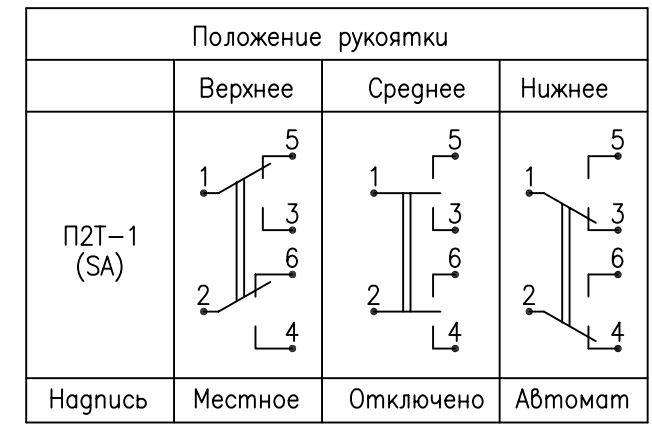 Положение рукоятки
Верхнее Среднее Нижнее
5 5 5
1 1 1
3 3 3
П2Т-1
(SA)
6 6 6
2 2 2
4 4 4
Надпись Местное Отключено Автомат